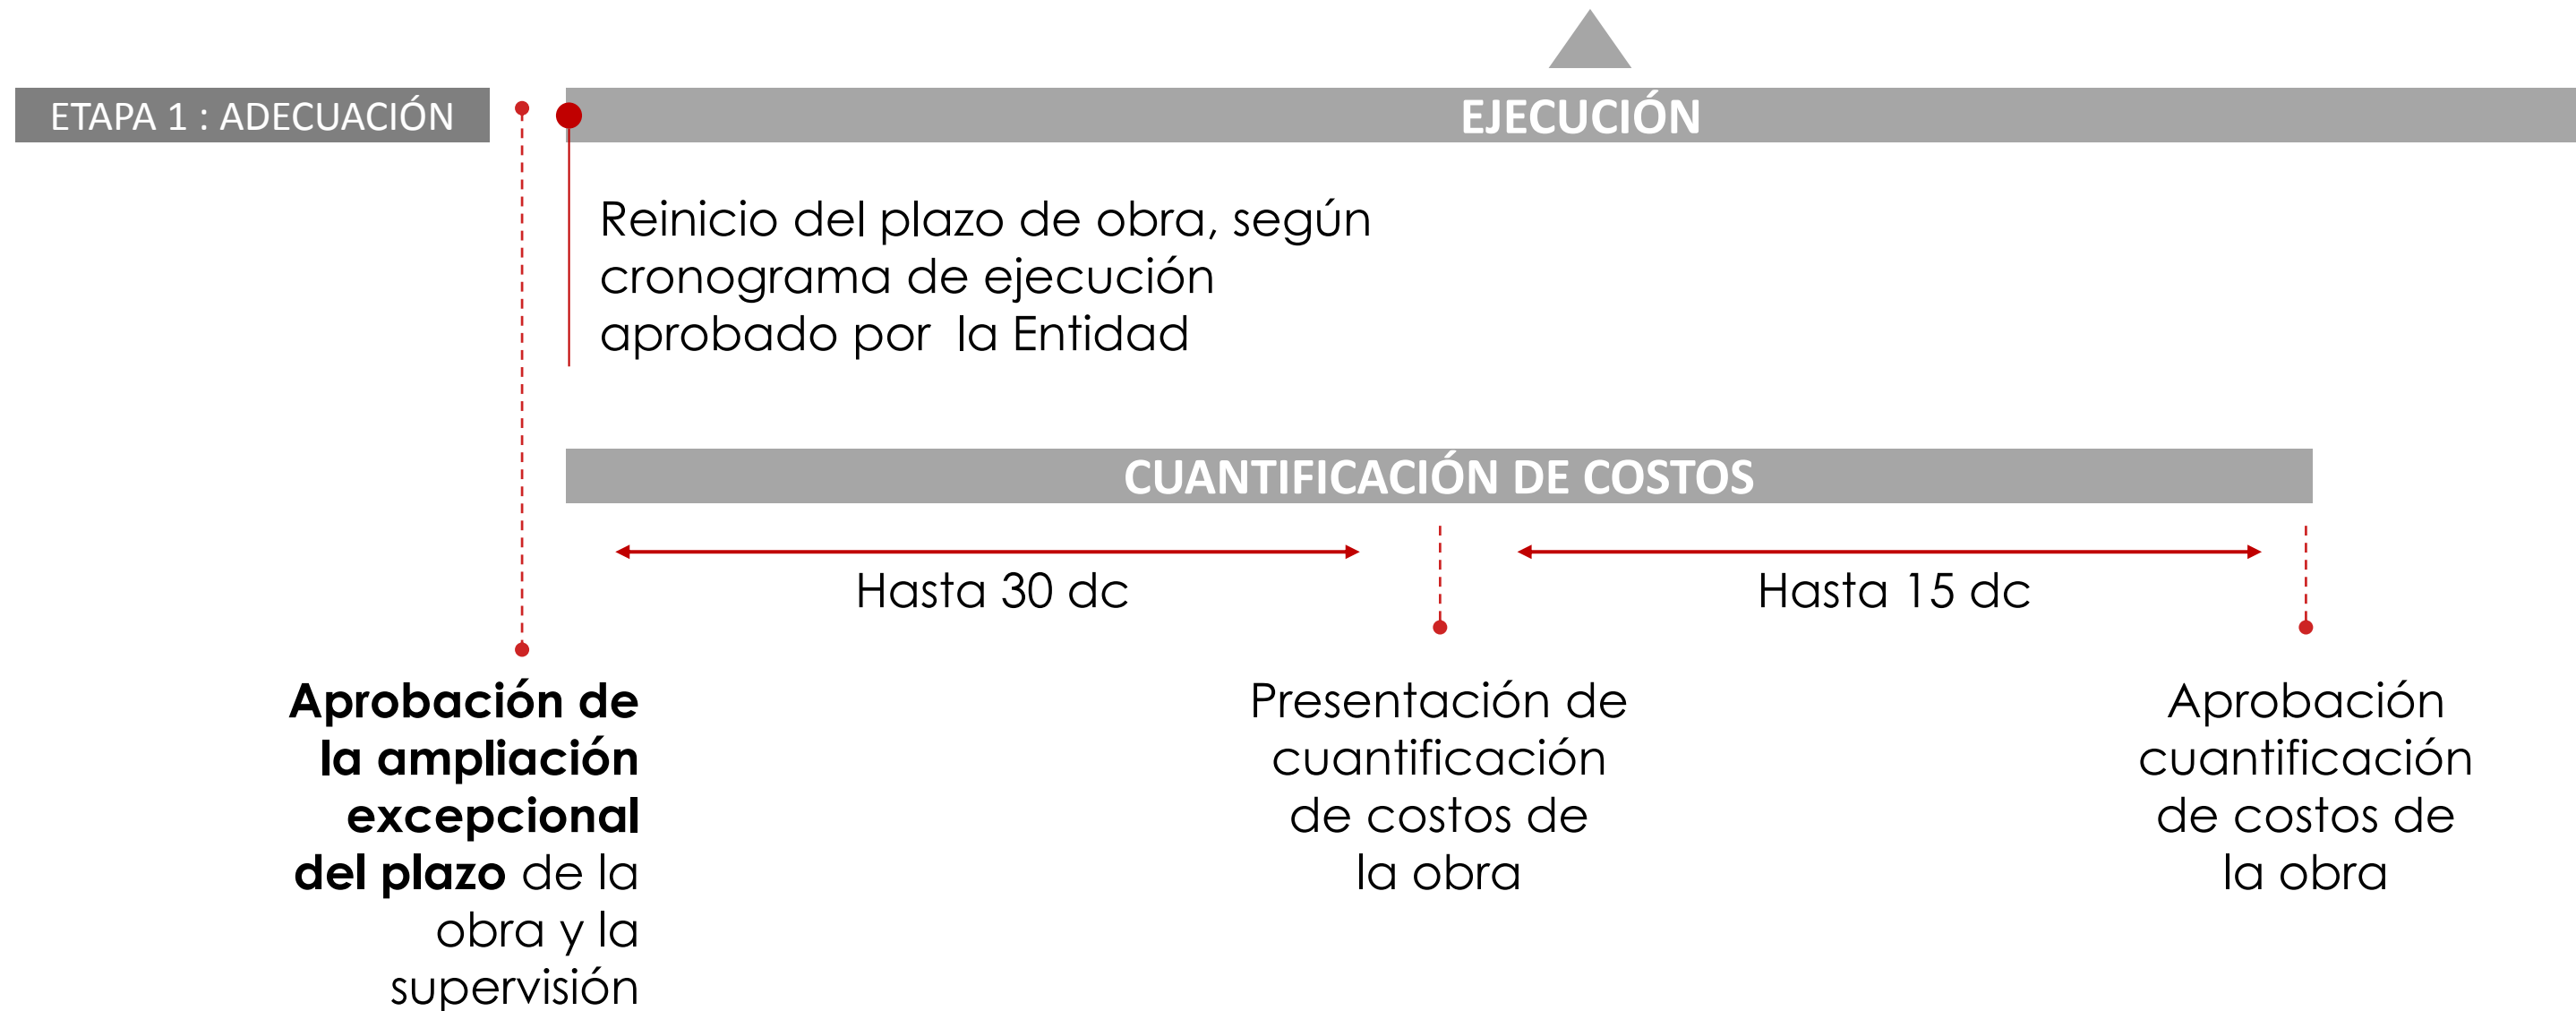 ETAPA 1 : ADECUACIÓN
EJECUCIÓN
Reinicio del plazo de obra, según
cronograma de ejecución
aprobado por la Entidad
CUANTIFICACIÓN DE COSTOS
Hasta 30 dc
Hasta 15 dc
Aprobación de
la ampliación
excepcional
del plazo de la
obra y la
supervisión
Presentación de
cuantificación
de costos de
la obra
Aprobación
cuantificación
de costos de
la obra